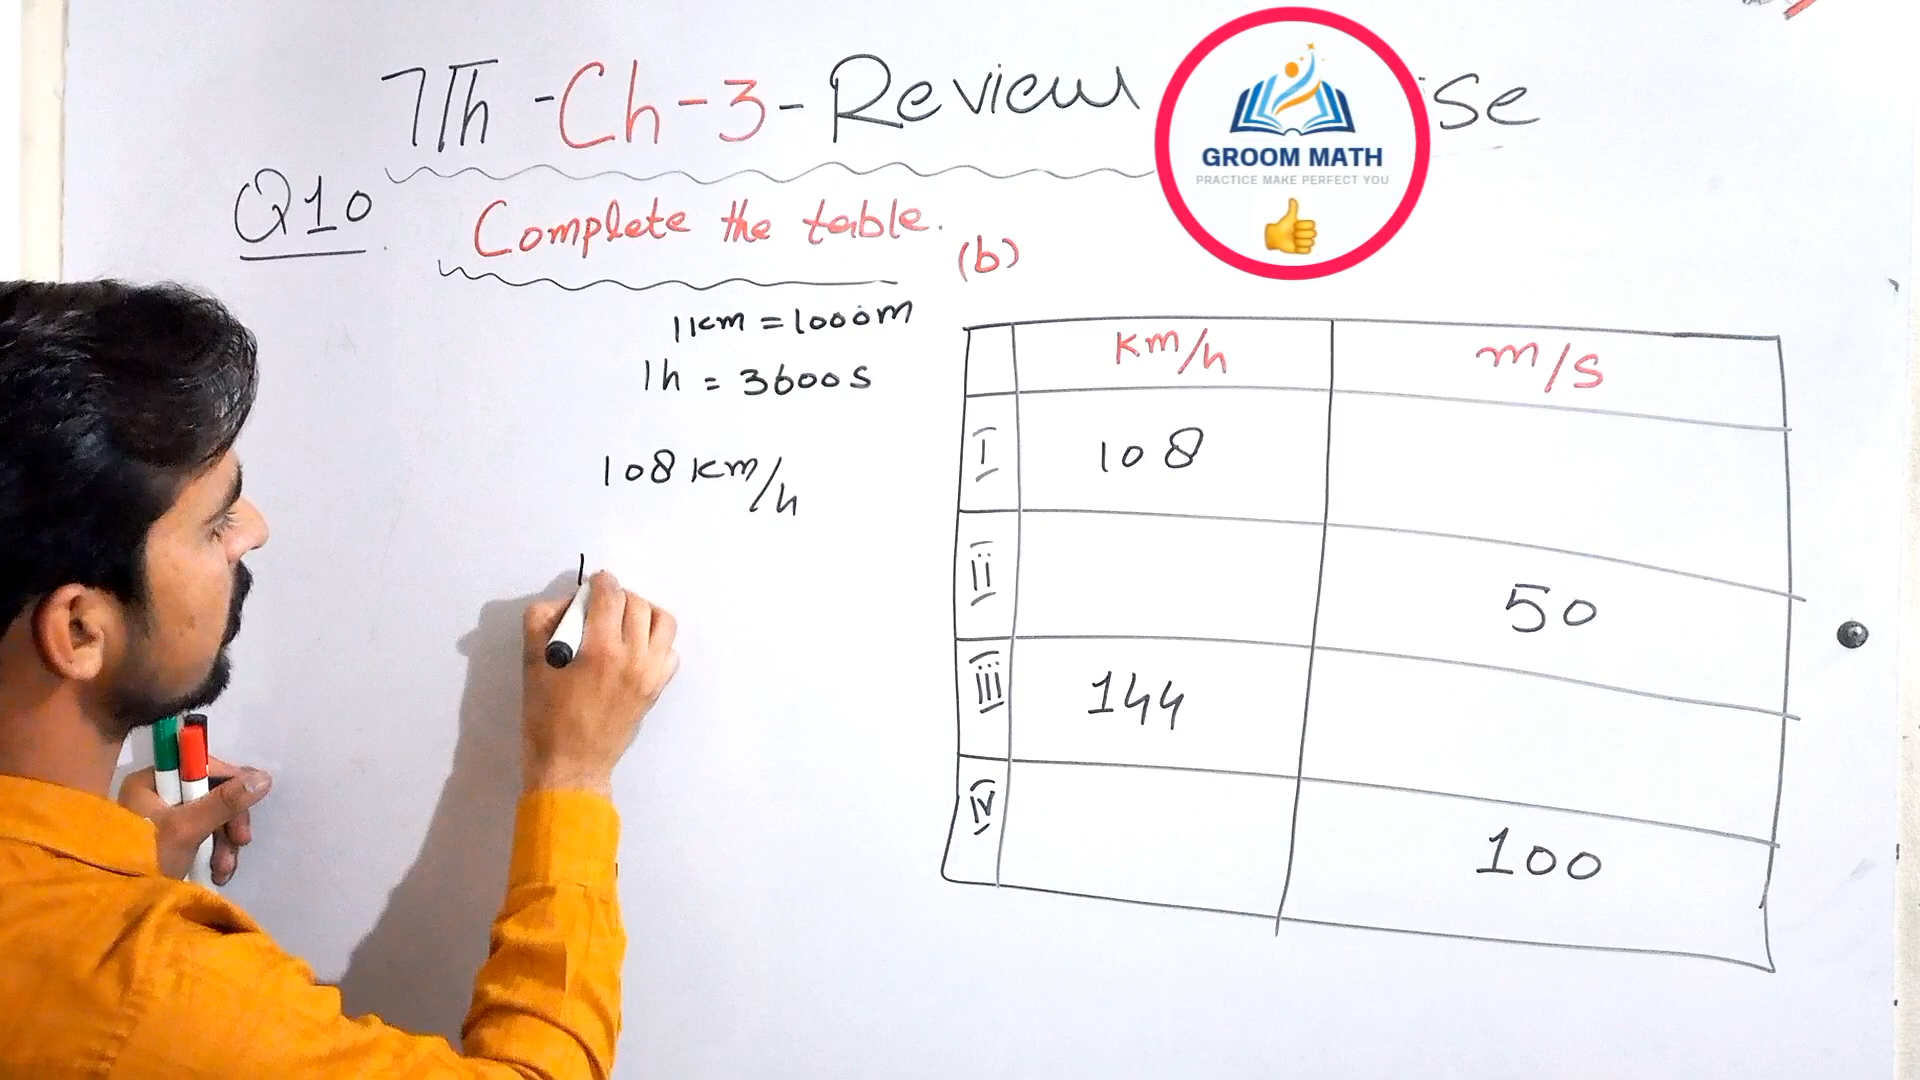 7Th - Ch - 3 - Review se
GROOM MATH
PRACTICE MAKE PERFECT YOU
Q10 Complete the table.
(b)
1km = 1000m
1h = 3600s
108 km/h
1
km/h m/s
i 108
ii 50
iii 144
iv 100